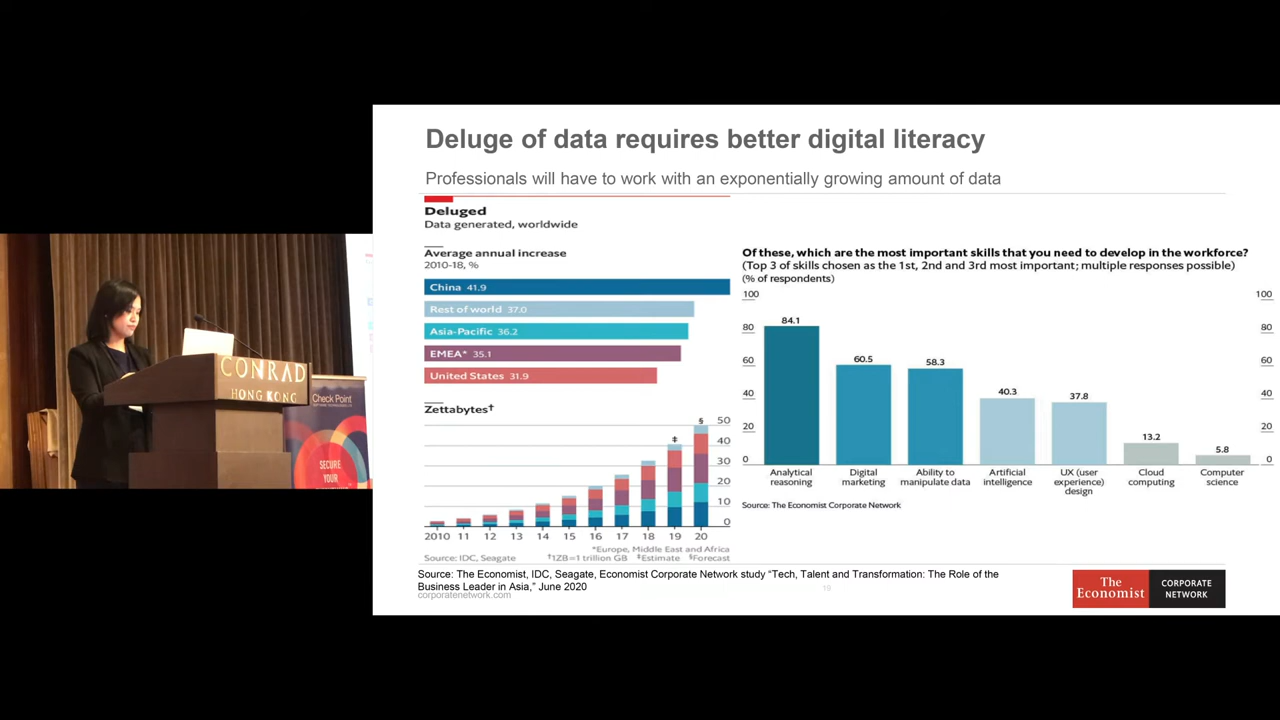 Deluge of data requires better digital literacy
Professionals will have to work with an exponentially growing amount of data
Deluged
Data generated, worldwide
Average annual increase
2010-18, %
China 41.9
Rest of world 37.0
Asia-Pacific 36.2
EMEA* 35.1
United States 31.9
Zettabytes†
§
‡
50
40
30
20
10
0
2010 11 12 13 14 15 16 17 18 19 20
*Europe, Middle East and Africa
Source: IDC, Seagate †1ZB=1 trillion GB ‡Estimate §Forecast
Of these, which are the most important skills that you need to develop in the workforce?
(Top 3 of skills chosen as the 1st, 2nd and 3rd most important; multiple responses possible)
(% of respondents)
100 100
80 80
60 60
40 40
20 20
0 0
84.1 60.5 58.3 40.3 37.8 13.2 5.8
Analytical reasoning
Digital marketing
Ability to manipulate data
Artificial intelligence
UX (user experience) design
Cloud computing
Computer science
Source: The Economist Corporate Network
Source: The Economist, IDC, Seagate, Economist Corporate Network study “Tech, Talent and Transformation: The Role of the
Business Leader in Asia,” June 2020
corporatenetwork.com
19
The Economist
CORPORATE NETWORK
CONRAD
HONG KONG
Check Point
SECURE
YOUR